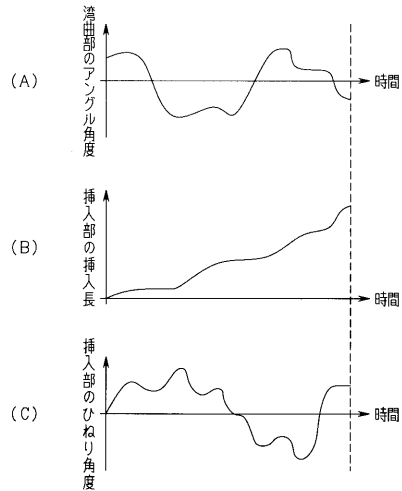 (A)
湾曲部のアングル角度
時間
(B)
挿入部の挿入長
時間
(C)
挿入部のひねり角度
時間